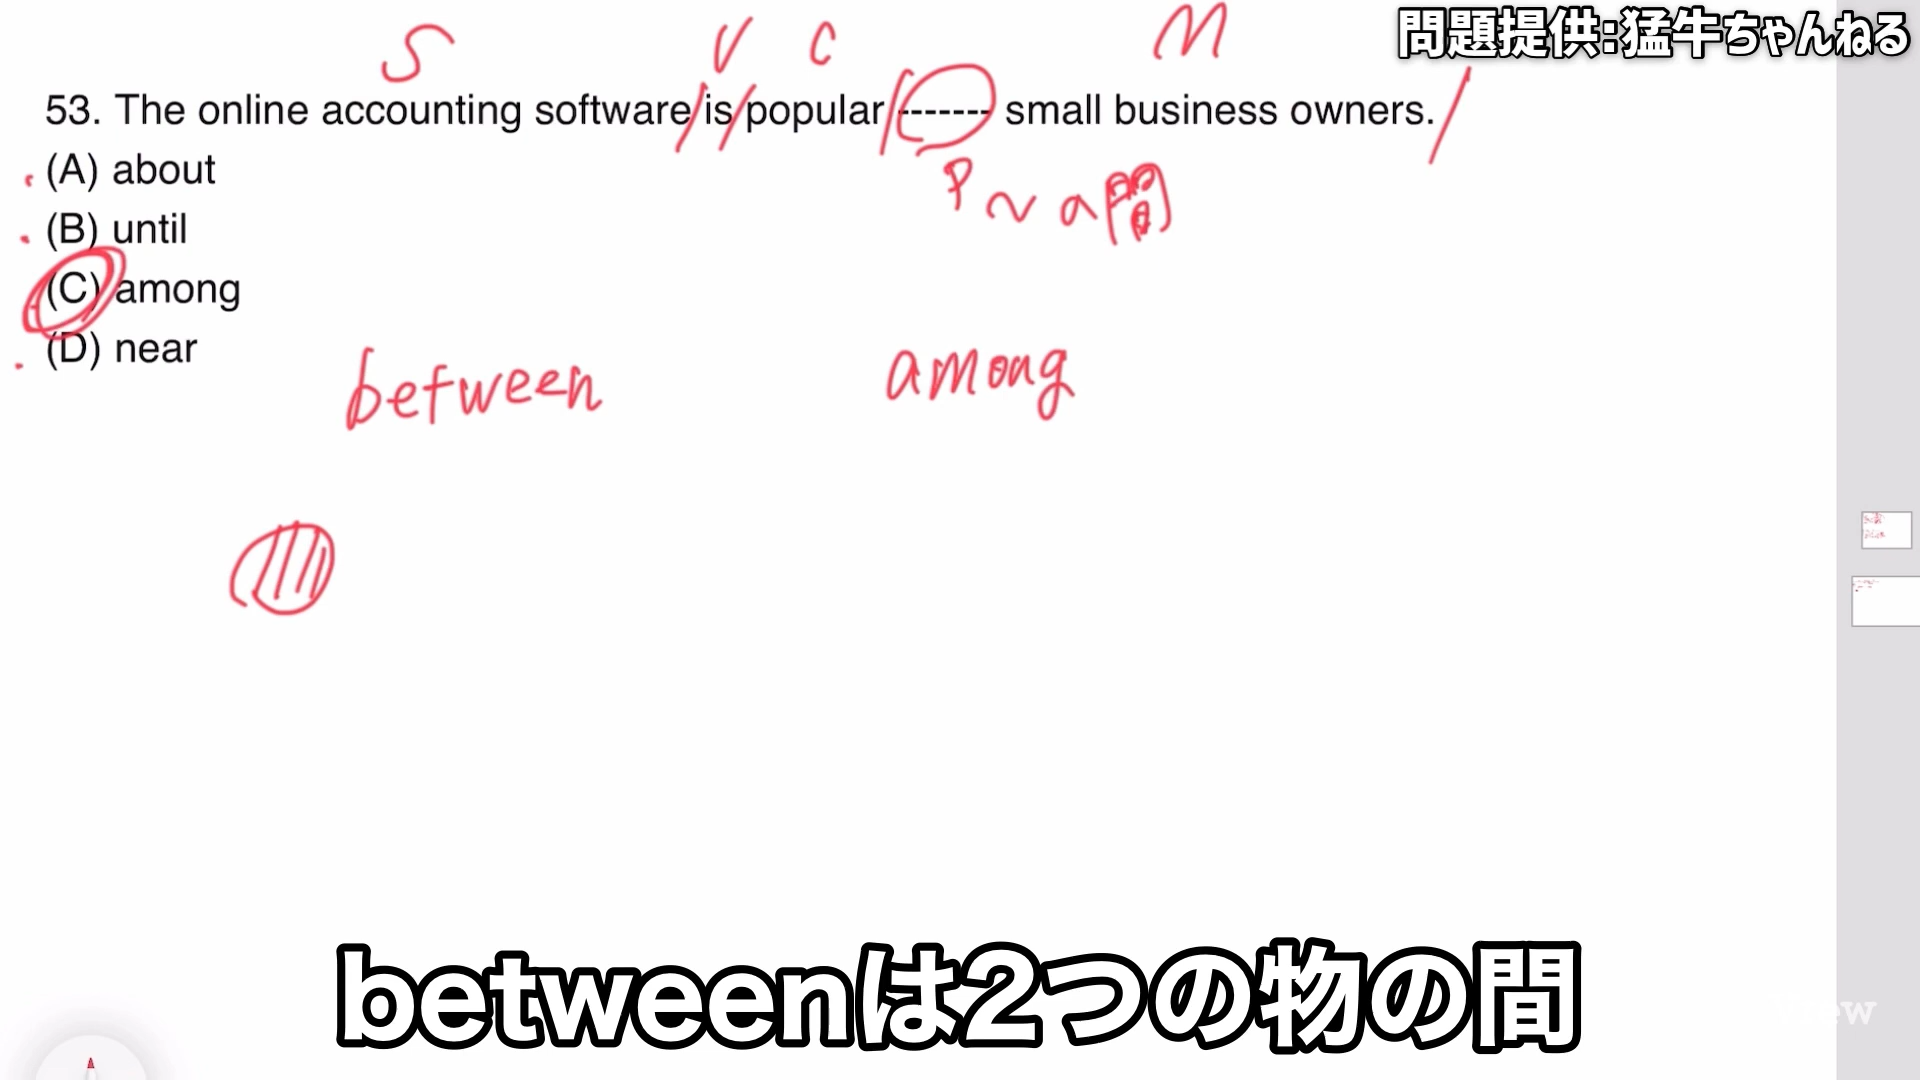 問題提供:猛牛ちゃんねる
S V C M
53. The online accounting software is popular ------- small business owners.
(A) about
P 〜の間
(B) until
(C) among
(D) near
between among
betweenは2つの物の間